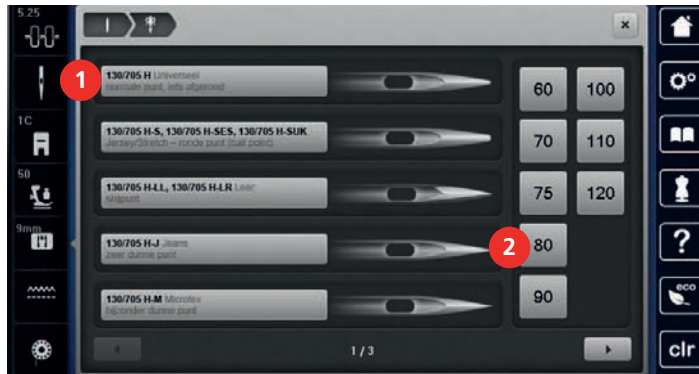 5.25
1C
50
9mm
1
130/705 H Universeel
normale punt, iets afgerond
130/705 H-S, 130/705 H-SES, 130/705 H-SUK
Jersey/Stretch – ronde punt (ball point)
130/705 H-LL, 130/705 H-LR Leer
snijpunt
130/705 H-J Jeans
zeer dunne punt
130/705 H-M Microtex
bijzonder dunne punt
60 100
70 110
75 120
2 80
90
1 / 3
?
eco
clr